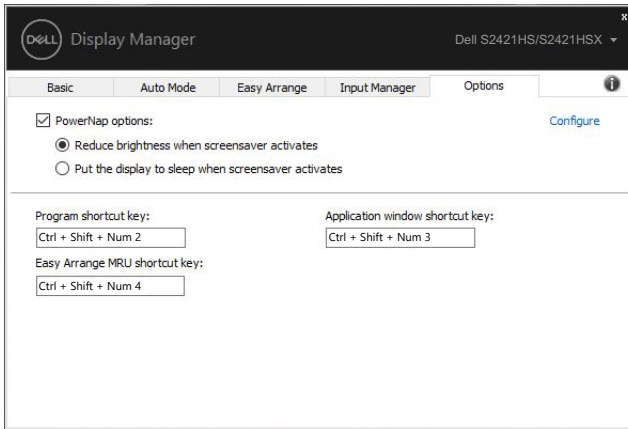 x
DELL Display Manager
Dell S2421HS/S2421HSX
Basic Auto Mode Easy Arrange Input Manager Options i
PowerNap options: Configure
Reduce brightness when screensaver activates
Put the display to sleep when screensaver activates
Program shortcut key: Application window shortcut key:
Ctrl + Shift + Num 2 Ctrl + Shift + Num 3
Easy Arrange MRU shortcut key:
Ctrl + Shift + Num 4